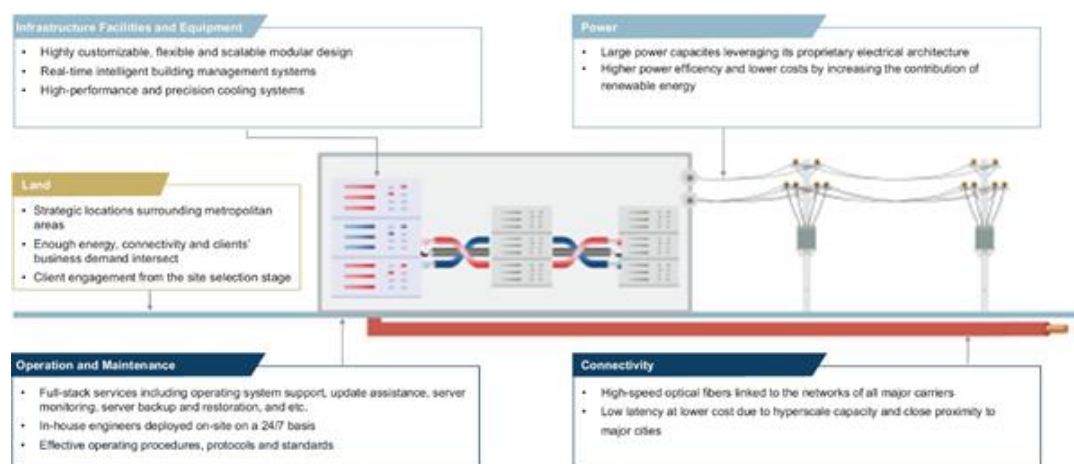 Infrastructure Facilities and Equipment
• Highly customizable, flexible and scalable modular design
• Real-time intelligent building management systems
• High-performance and precision cooling systems
Power
• Large power capacites leveraging its proprietary electrical architecture
• Higher power efficency and lower costs by increasing the contribution of
renewable energy
Land
• Strategic locations surrounding metropolitan
areas
• Enough energy, connectivity and clients'
business demand intersect
• Client engagement from the site selection stage
Operation and Maintenance
• Full-stack services including operating system support, update assistance, server
monitoring, server backup and restoration, and etc.
• In-house engineers deployed on-site on a 24/7 basis
• Effective operating procedures, protocols and standards
Connectivity
• High-speed optical fibers linked to the networks of all major carriers
• Low latency at lower cost due to hyperscale capacity and close proximity to
major cities